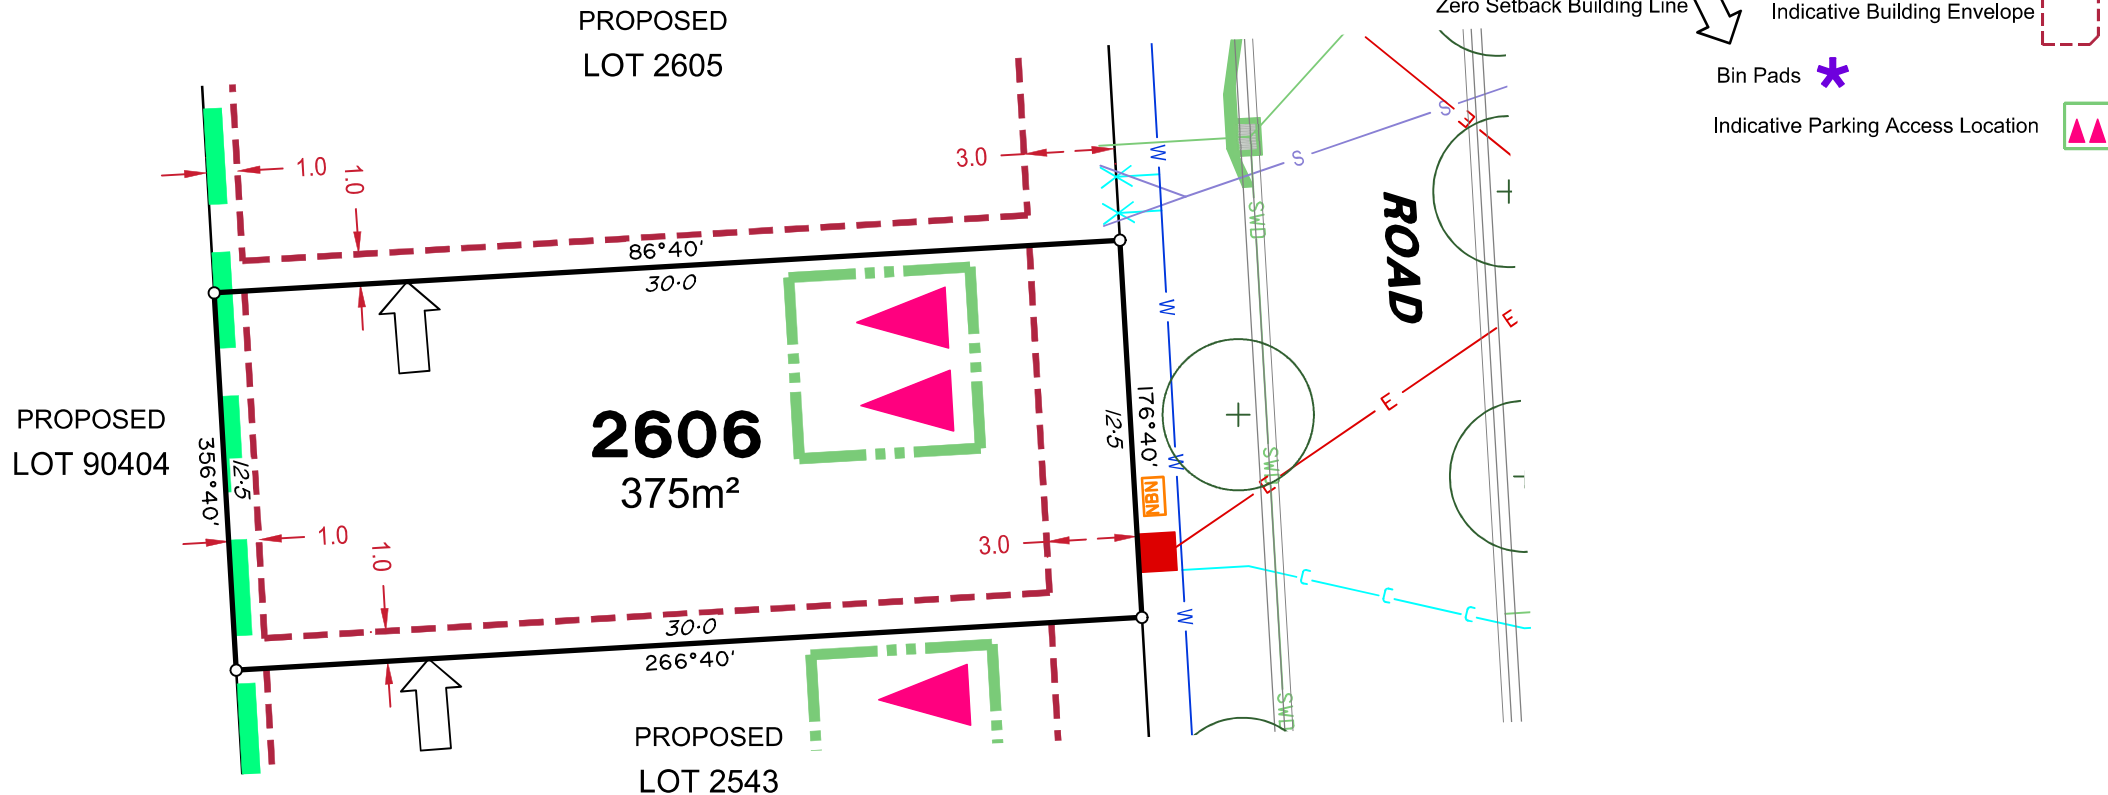 PROPOSED
LOT 2605
Zero Setback Building Line
Indicative Building Envelope
Bin Pads
Indicative Parking Access Location
1.0
1.0
3.0
W
S
S
E
SWD
ROAD
86°40'
30·0
W
E
E
E
2606
375m²
PROPOSED
LOT 90404
356°40'
12·5
12·5
176°40'
W
SWD
NBN
1.0
1.0
3.0
C
C
C
W
30·0
266°40'
SWD
PROPOSED
LOT 2543